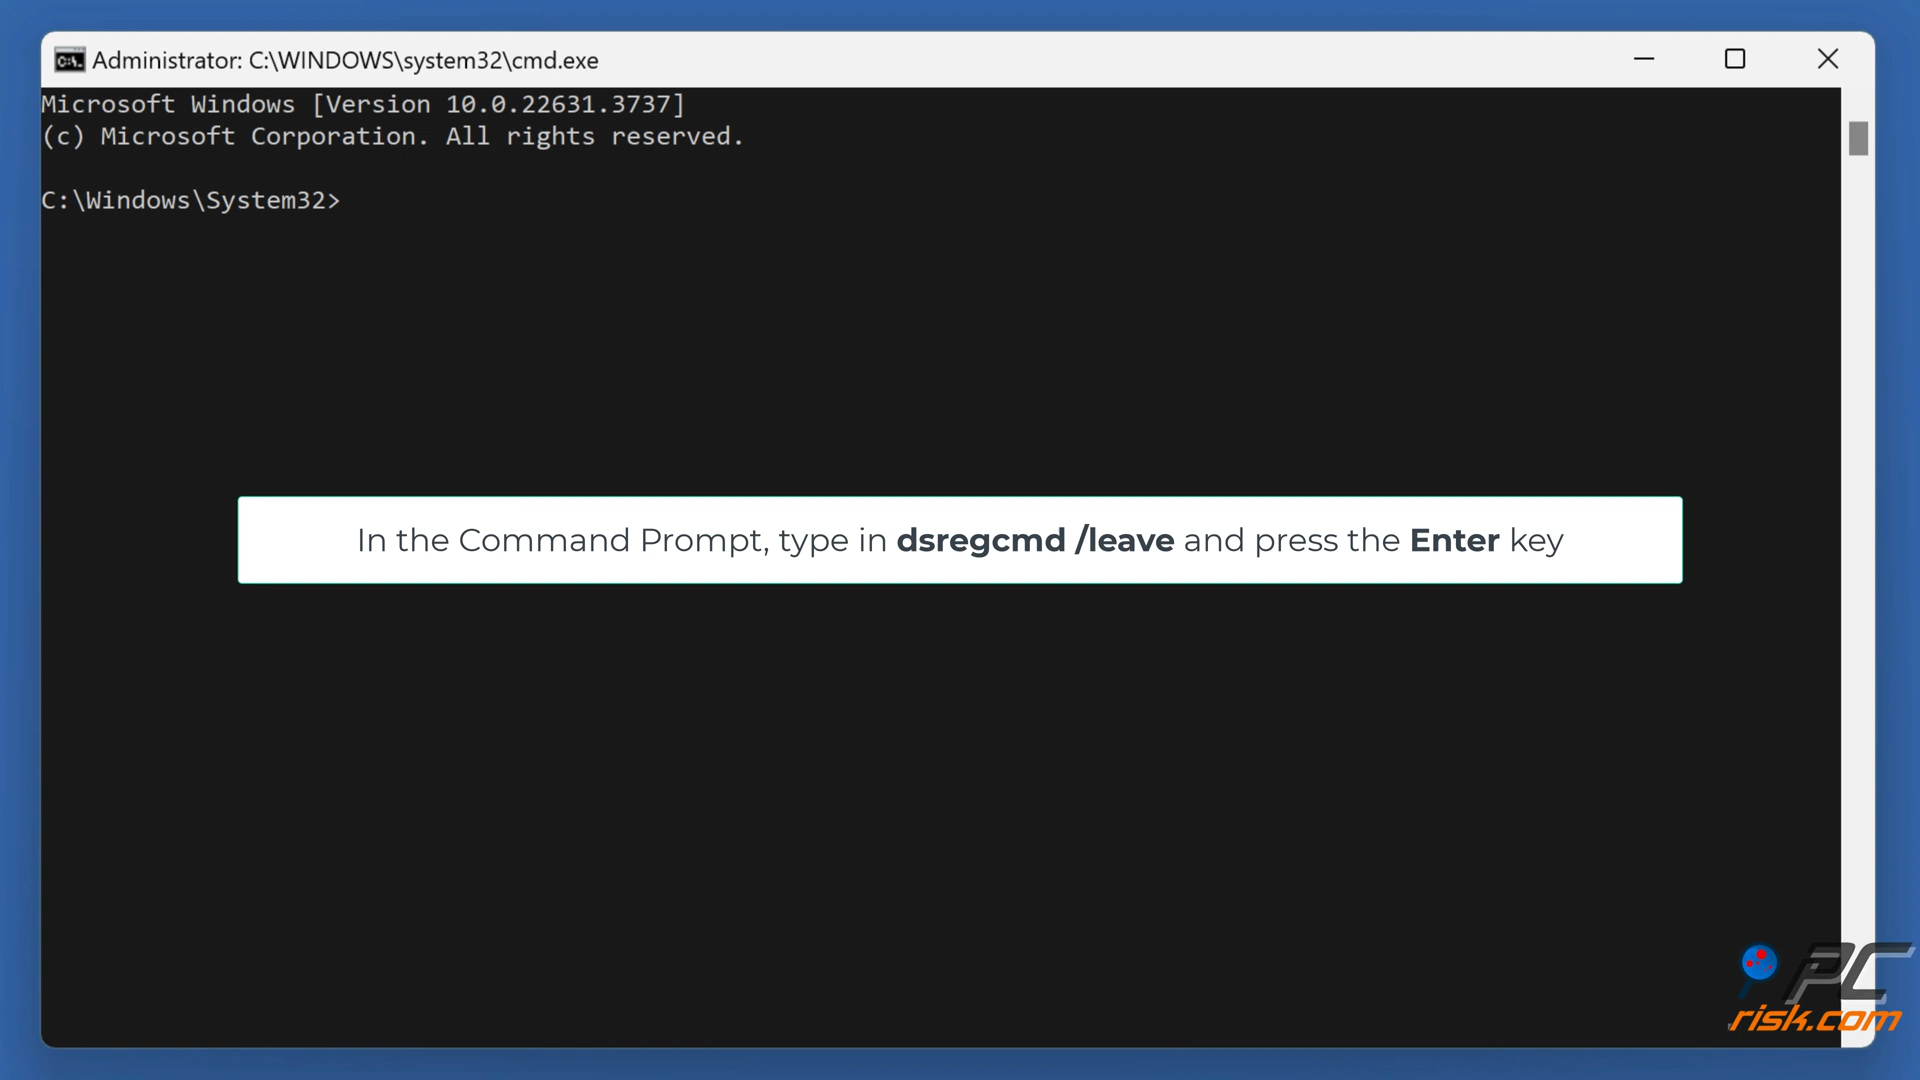 Administrator: C:\WINDOWS\system32\cmd.exe
Microsoft Windows [Version 10.0.22631.3737]
(c) Microsoft Corporation. All rights reserved.
C:\Windows\System32>
In the Command Prompt, type in dsregcmd /leave and press the Enter key
PC
risk.com